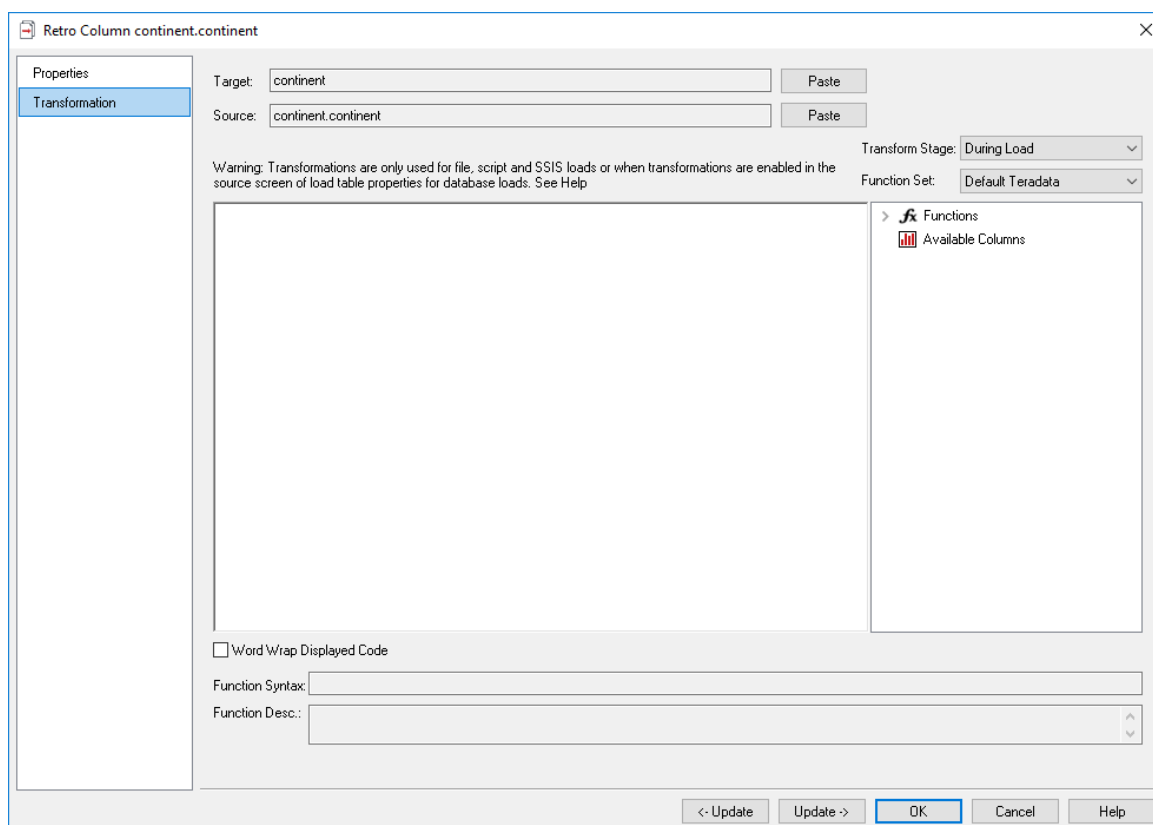 Retro Column continent.continent
Properties
Transformation
Target: continent Paste
Source: continent.continent Paste
Transform Stage: During Load
Warning: Transformations are only used for file, script and SSIS loads or when transformations are enabled in the
source screen of load table properties for database loads. See Help
Function Set: Default Teradata
fx Functions
Available Columns
Word Wrap Displayed Code
Function Syntax:
Function Desc.:
<- Update Update -> OK Cancel Help